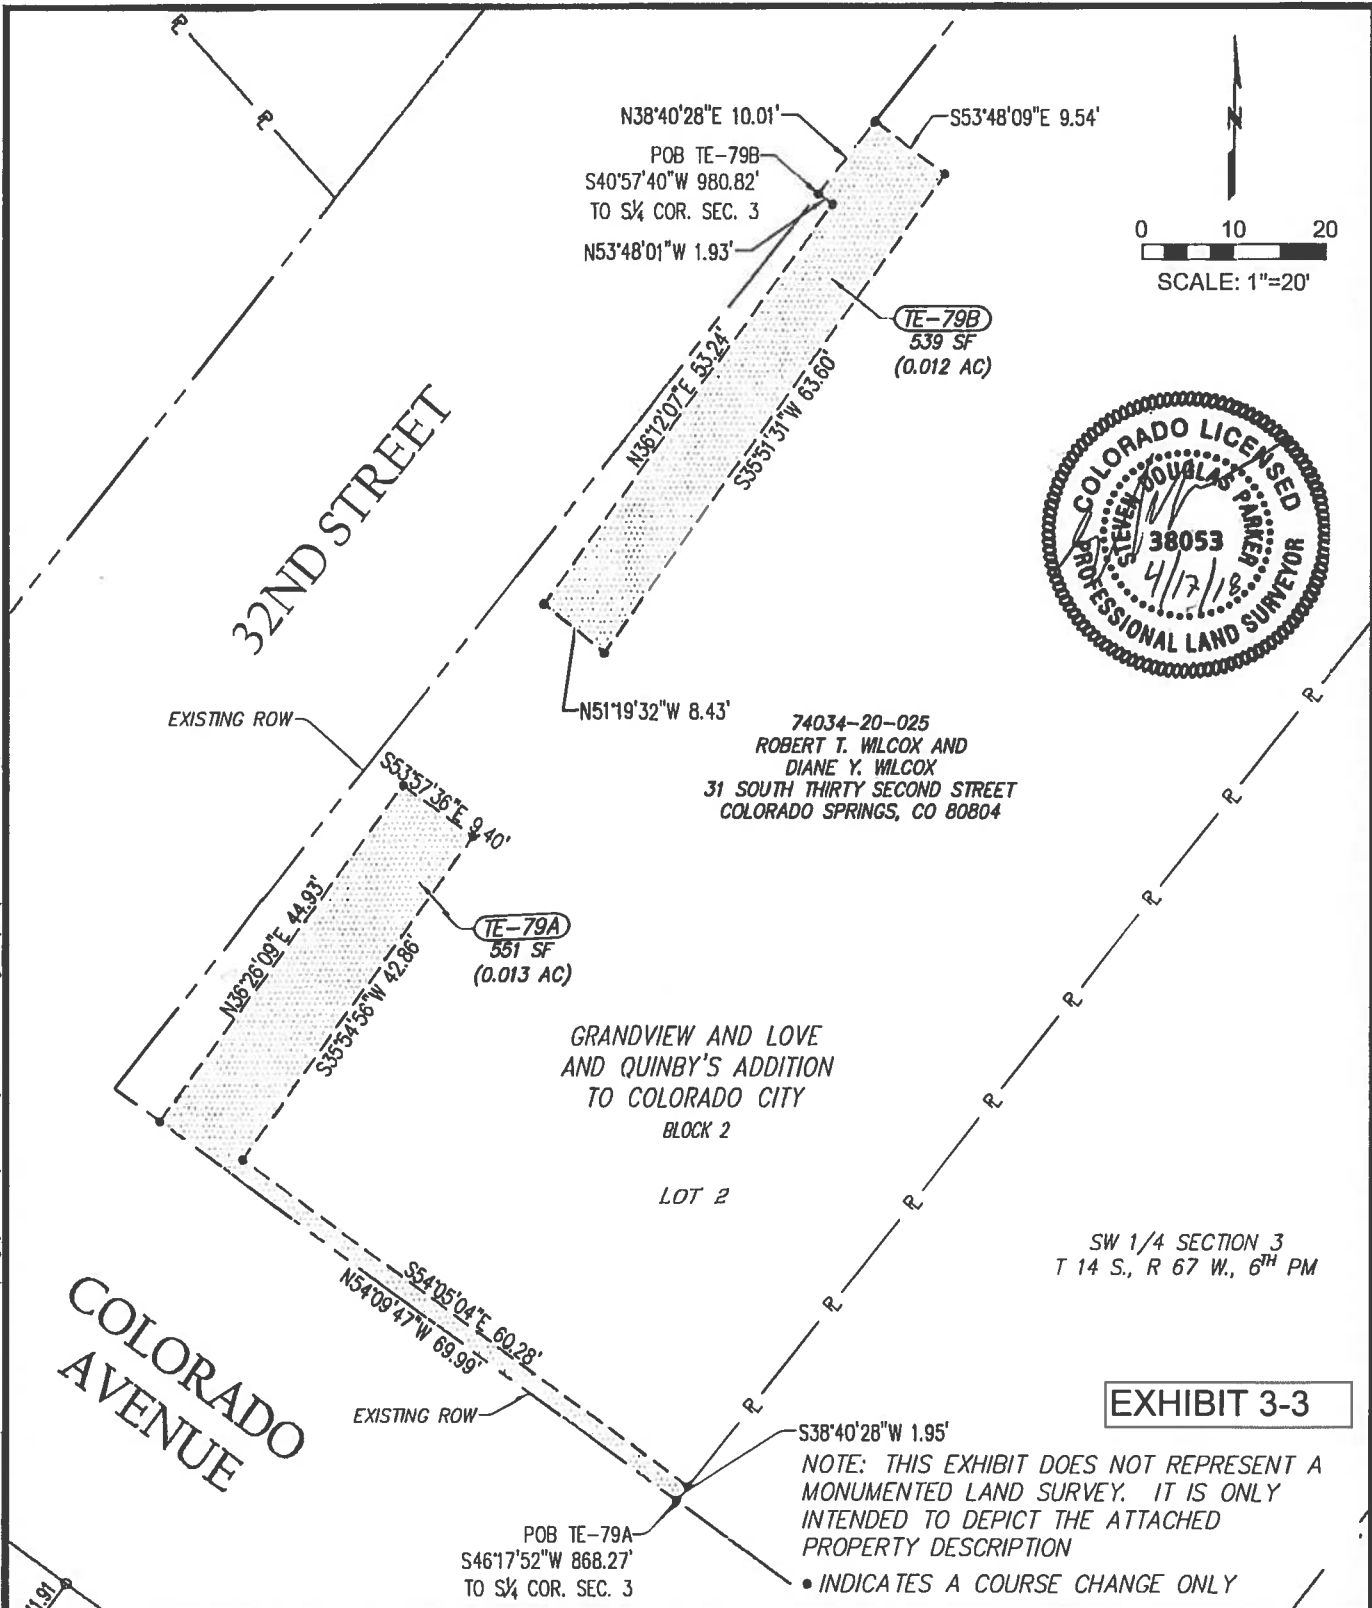 N38°40'28"E 10.01'
S53°48'09"E 9.54'
POB TE-79B
S40°57'40"W 980.82'
TO S¼ COR. SEC. 3
N53°48'01"W 1.93'
N
0 10 20
SCALE: 1"=20'
TE-79B
539 SF
(0.012 AC)
N36°12'07"E 53.24'
S35°51'31"W 63.60'
32ND STREET
COLORADO LICENSED
STEVEN DOUGLAS PARKER
38053
4/17/18
PROFESSIONAL LAND SURVEYOR
N51°19'32"W 8.43'
EXISTING ROW
74034-20-025
ROBERT T. WILCOX AND
DIANE Y. WILCOX
31 SOUTH THIRTY SECOND STREET
COLORADO SPRINGS, CO 80804
S53°57'36"E 9.40'
N36°26'09"E 44.93'
S35°54'56"W 42.86'
TE-79A
551 SF
(0.013 AC)
GRANDVIEW AND LOVE
AND QUINBY'S ADDITION
TO COLORADO CITY
BLOCK 2
LOT 2
SW 1/4 SECTION 3
T 14 S., R 67 W., 6TH PM
COLORADO
AVENUE
S54°05'04"E 60.28'
N54°09'47"W 69.99'
EXISTING ROW
EXHIBIT 3-3
S38°40'28"W 1.95'
NOTE: THIS EXHIBIT DOES NOT REPRESENT A
MONUMENTED LAND SURVEY. IT IS ONLY
INTENDED TO DEPICT THE ATTACHED
PROPERTY DESCRIPTION
• INDICATES A COURSE CHANGE ONLY
POB TE-79A
S46°17'52"W 868.27'
TO S¼ COR. SEC. 3